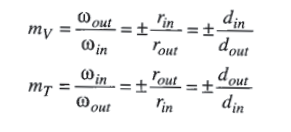 m_V = ω_out / ω_in = ± r_in / r_out = ± d_in / d_out
m_T = ω_in / ω_out = ± r_out / r_in = ± d_out / d_in